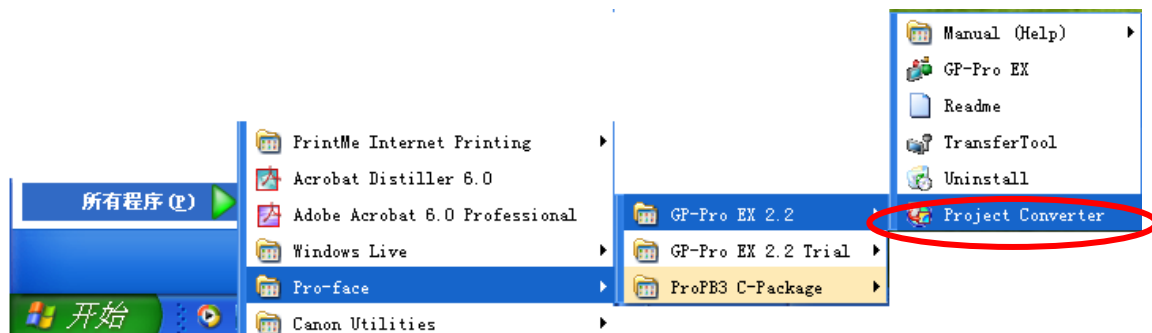 所有程序(P)
开始
PrintMe Internet Printing
Acrobat Distiller 6.0
Adobe Acrobat 6.0 Professional
Windows Live
Pro-face
Canon Utilities
GP-Pro EX 2.2
GP-Pro EX 2.2 Trial
ProPB3 C-Package
Manual (Help)
GP-Pro EX
Readme
TransferTool
Uninstall
Project Converter